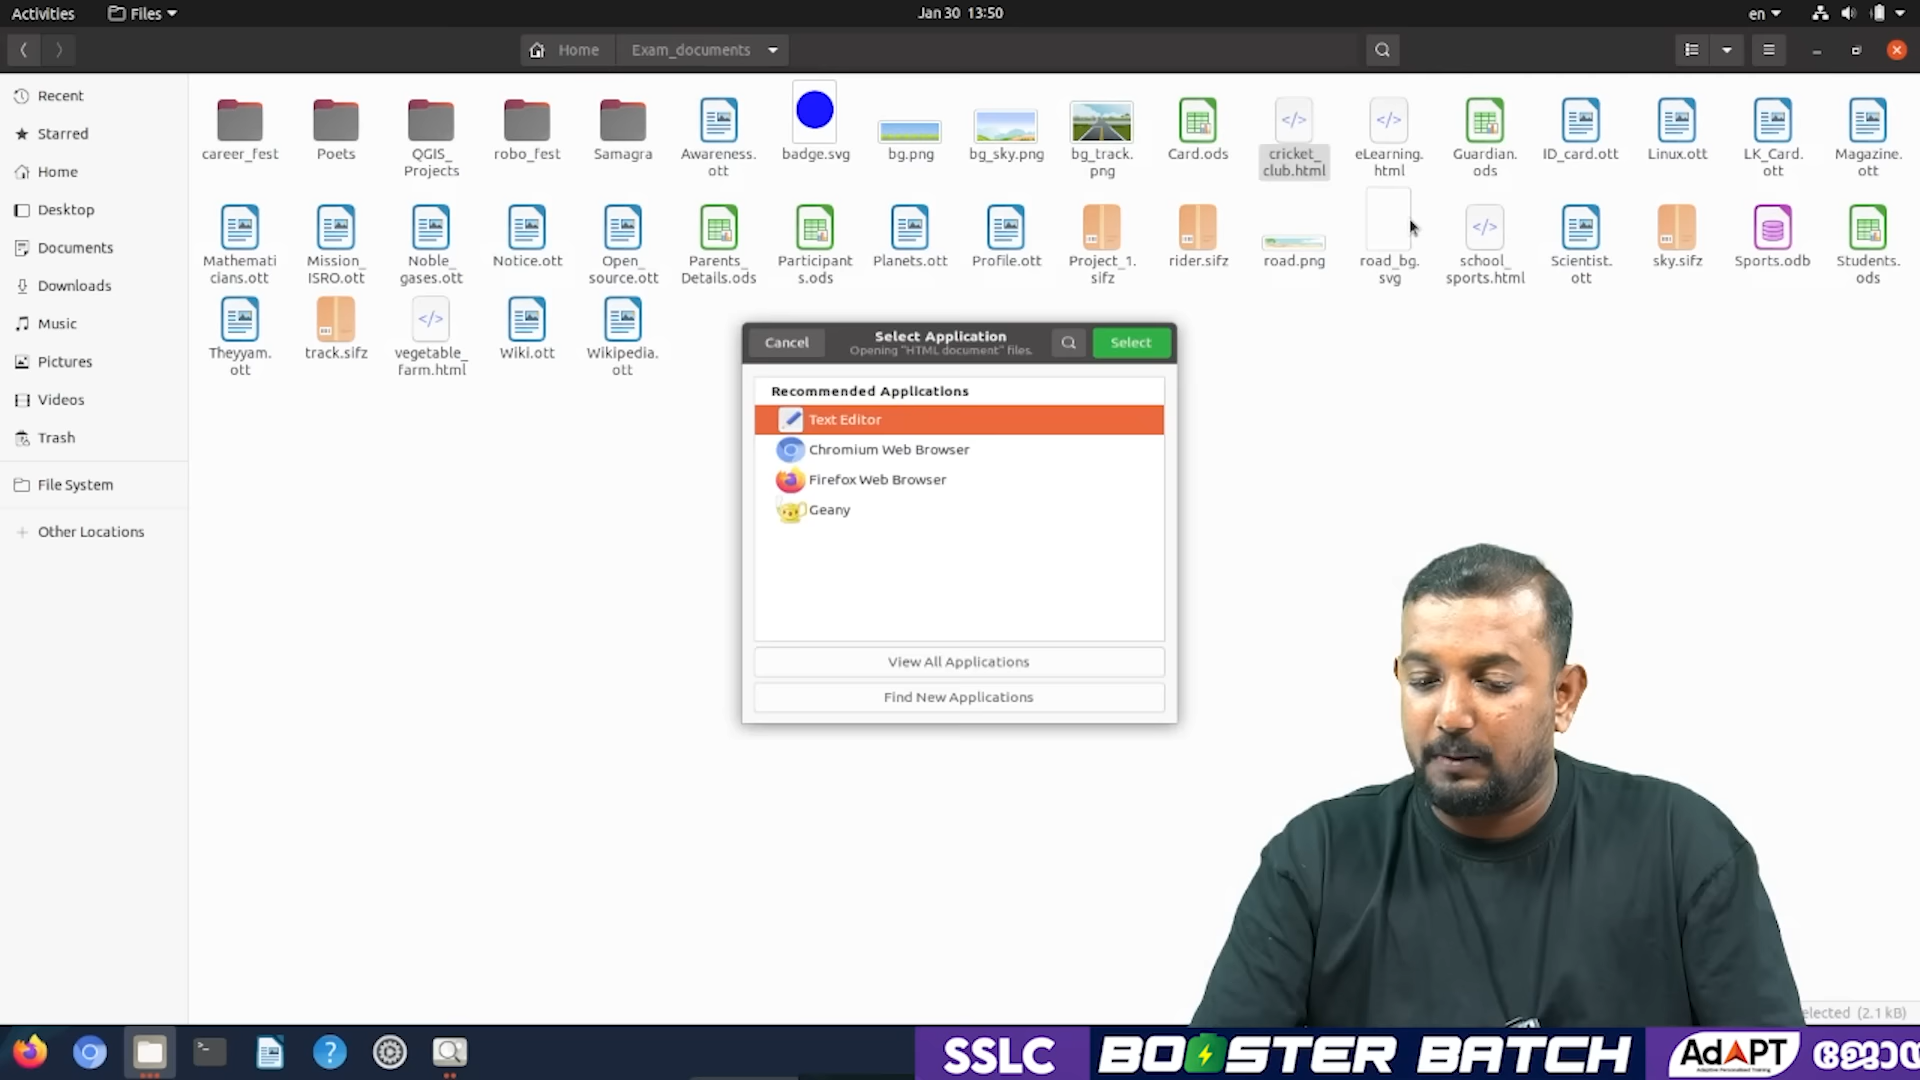 Activities
Files
Jan 30 13:50
en
Home
Exam_documents
Recent
Starred
Home
Desktop
Documents
Downloads
Music
Pictures
Videos
Trash
File System
Other Locations
career_fest
Poets
QGIS_
Projects
robo_fest
Samagra
Awareness.
ott
badge.svg
bg.png
bg_sky.png
bg_track.
png
Card.ods
cricket_
club.html
eLearning.
html
Guardian.
ods
ID_card.ott
Linux.ott
LK_Card.
ott
Magazine.
ott
Mathemati
cians.ott
Mission_
ISRO.ott
Noble_
gases.ott
Notice.ott
Open_
source.ott
Parents_
Details.ods
Participant
s.ods
Planets.ott
Profile.ott
Project_1.
sifz
rider.sifz
road.png
road_bg.
svg
school_
sports.html
Scientist.
ott
sky.sifz
Sports.odb
Students.
ods
Theyyam.
ott
track.sifz
vegetable_
farm.html
Wiki.ott
Wikipedia.
ott
Cancel
Select Application
Opening "HTML document" files.
Select
Recommended Applications
Text Editor
Chromium Web Browser
Firefox Web Browser
Geany
View All Applications
Find New Applications
elected (2.1 kB)
SSLC
BOOSTER BATCH
AdAPT